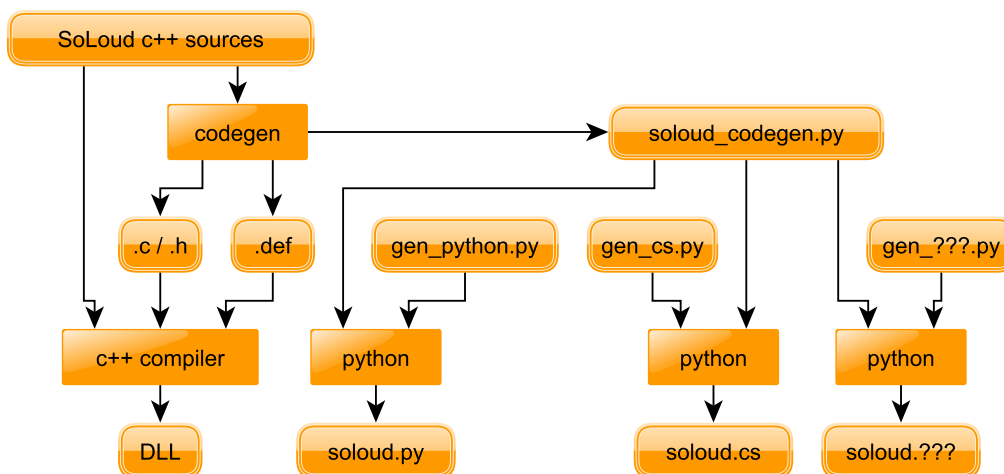 SoLoud c++ sources
codegen
soloud_codegen.py
.c / .h
.def
gen_python.py
gen_cs.py
gen_???.py
c++ compiler
python
python
python
DLL
soloud.py
soloud.cs
soloud.???